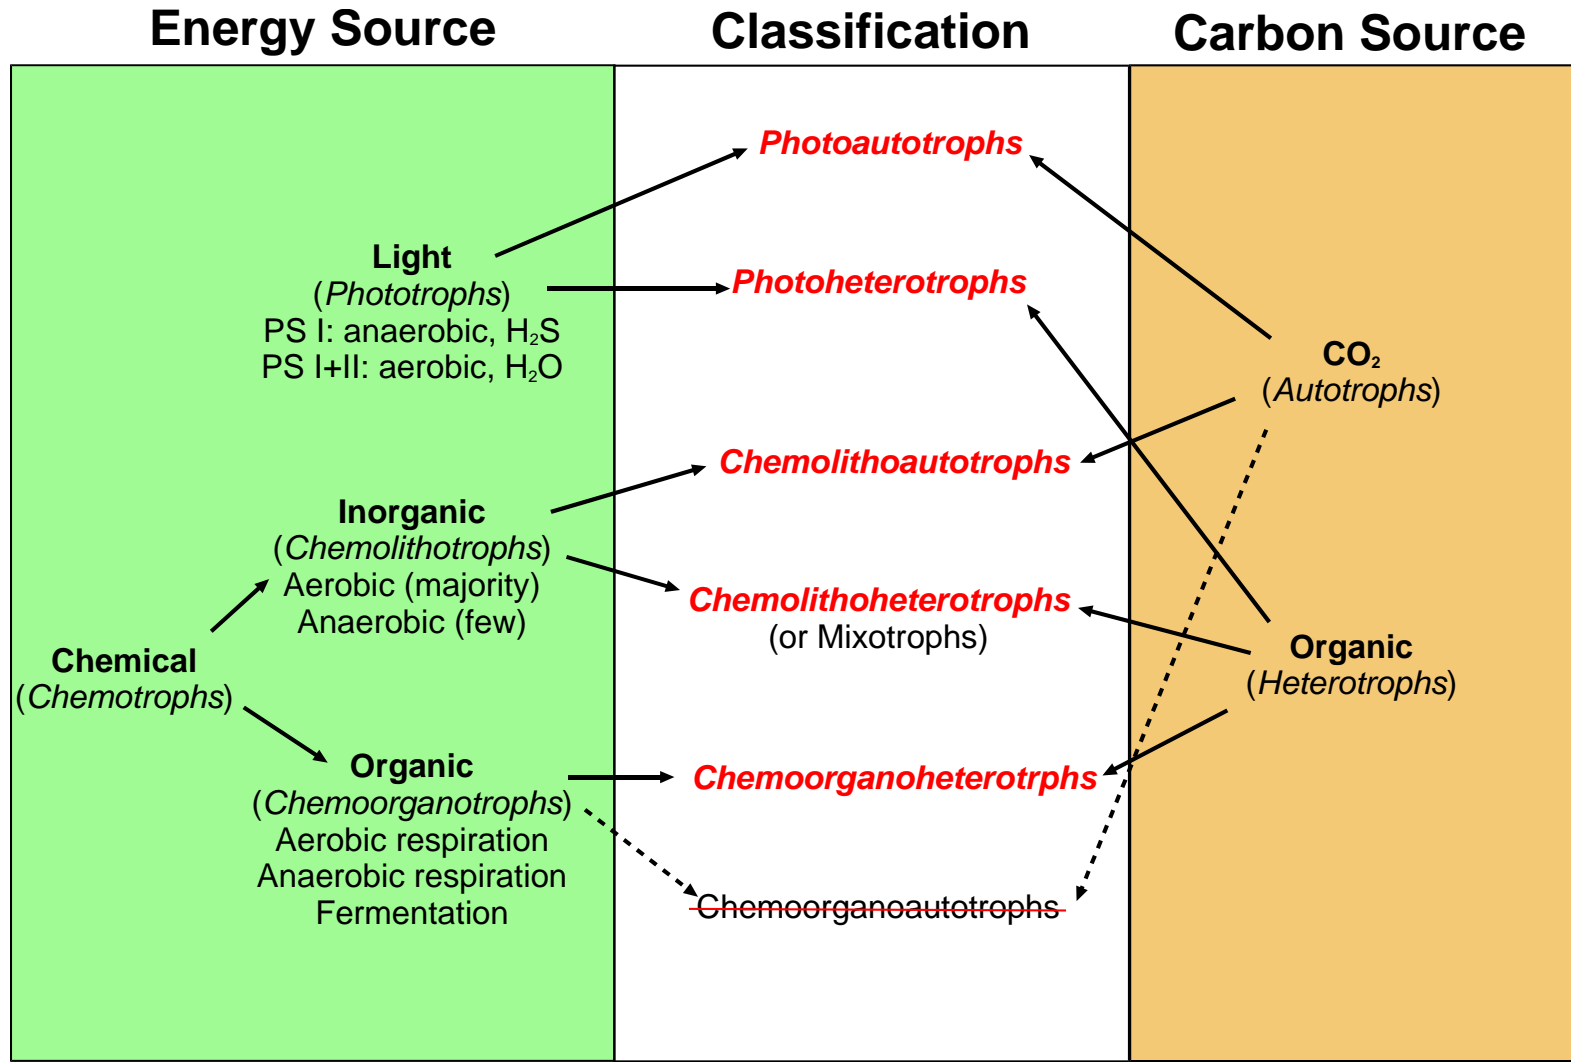 Energy Source
Classification
Carbon Source
Photoautotrophs
Light
(Phototrophs)
PS I: anaerobic, H₂S
PS I+II: aerobic, H₂O
Photoheterotrophs
CO₂
(Autotrophs)
Chemolithoautotrophs
Inorganic
(Chemolithotrophs)
Aerobic (majority)
Anaerobic (few)
Chemolithoheterotrophs
(or Mixotrophs)
Chemical
(Chemotrophs)
Organic
(Heterotrophs)
Organic
(Chemoorganotrophs)
Aerobic respiration
Anaerobic respiration
Fermentation
Chemoorganoheterotrphs
Chemoorganoautotrophs